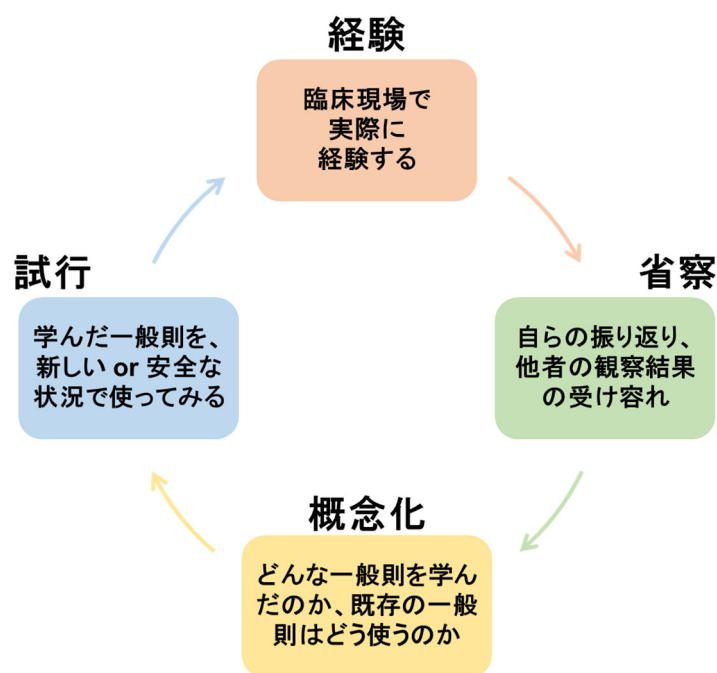 経験
臨床現場で
実際に
経験する
省察
自らの振り返り、
他者の観察結果
の受け容れ
概念化
どんな一般則を学ん
だのか、既存の一般
則はどう使うのか
試行
学んだ一般則を、
新しい or 安全な
状況で使ってみる